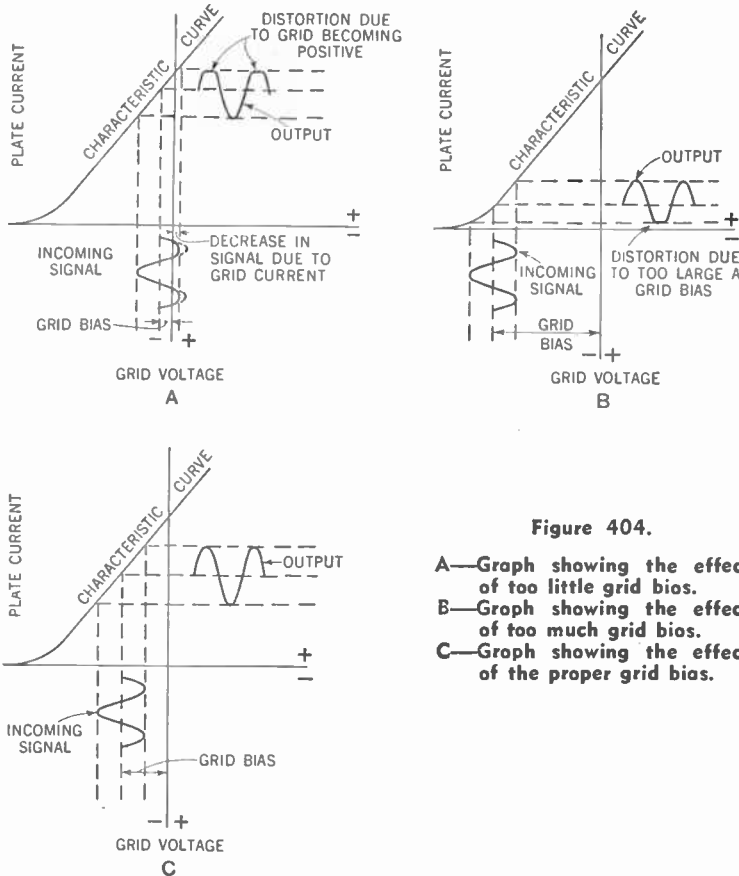 DISTORTION DUE
TO GRID BECOMING
POSITIVE
PLATE CURRENT
CHARACTERISTIC CURVE
OUTPUT
+
−
INCOMING
SIGNAL
DECREASE IN
SIGNAL DUE TO
GRID CURRENT
GRID BIAS
− +
GRID VOLTAGE
A
PLATE CURRENT
CHARACTERISTIC CURVE
OUTPUT
+
−
INCOMING
SIGNAL
DISTORTION DUE
TO TOO LARGE A
GRID BIAS
GRID
BIAS
− +
GRID VOLTAGE
B
PLATE CURRENT
CHARACTERISTIC CURVE
OUTPUT
+
−
INCOMING
SIGNAL
GRID BIAS
− +
GRID VOLTAGE
C
Figure 404.
A—Graph showing the effec
of too little grid bias.
B—Graph showing the effec
of too much grid bias.
C—Graph showing the effec
of the proper grid bias.